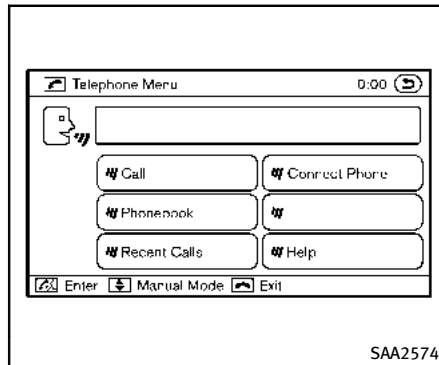 Telephone Menu 0:00
Call Connect Phone
Phonebook
Recent Calls Help
Enter Manual Mode Exit
SAA2574